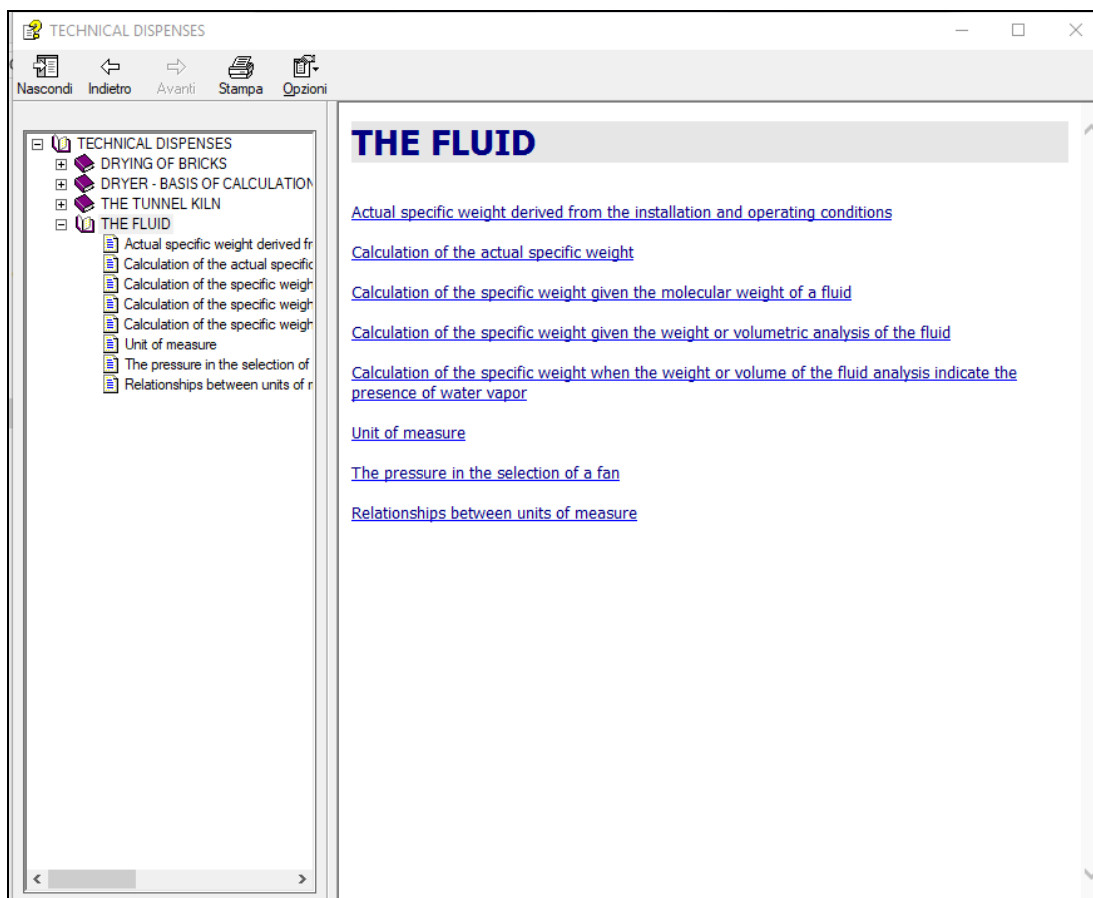 TECHNICAL DISPENSES
Nascondi Indietro Avanti Stampa Opzioni
TECHNICAL DISPENSES
DRYING OF BRICKS
DRYER - BASIS OF CALCULATION
THE TUNNEL KILN
THE FLUID
Actual specific weight derived fr
Calculation of the actual specific
Calculation of the specific weigh
Calculation of the specific weigh
Calculation of the specific weigh
Unit of measure
The pressure in the selection of
Relationships between units of r
THE FLUID
Actual specific weight derived from the installation and operating conditions
Calculation of the actual specific weight
Calculation of the specific weight given the molecular weight of a fluid
Calculation of the specific weight given the weight or volumetric analysis of the fluid
Calculation of the specific weight when the weight or volume of the fluid analysis indicate the
presence of water vapor
Unit of measure
The pressure in the selection of a fan
Relationships between units of measure